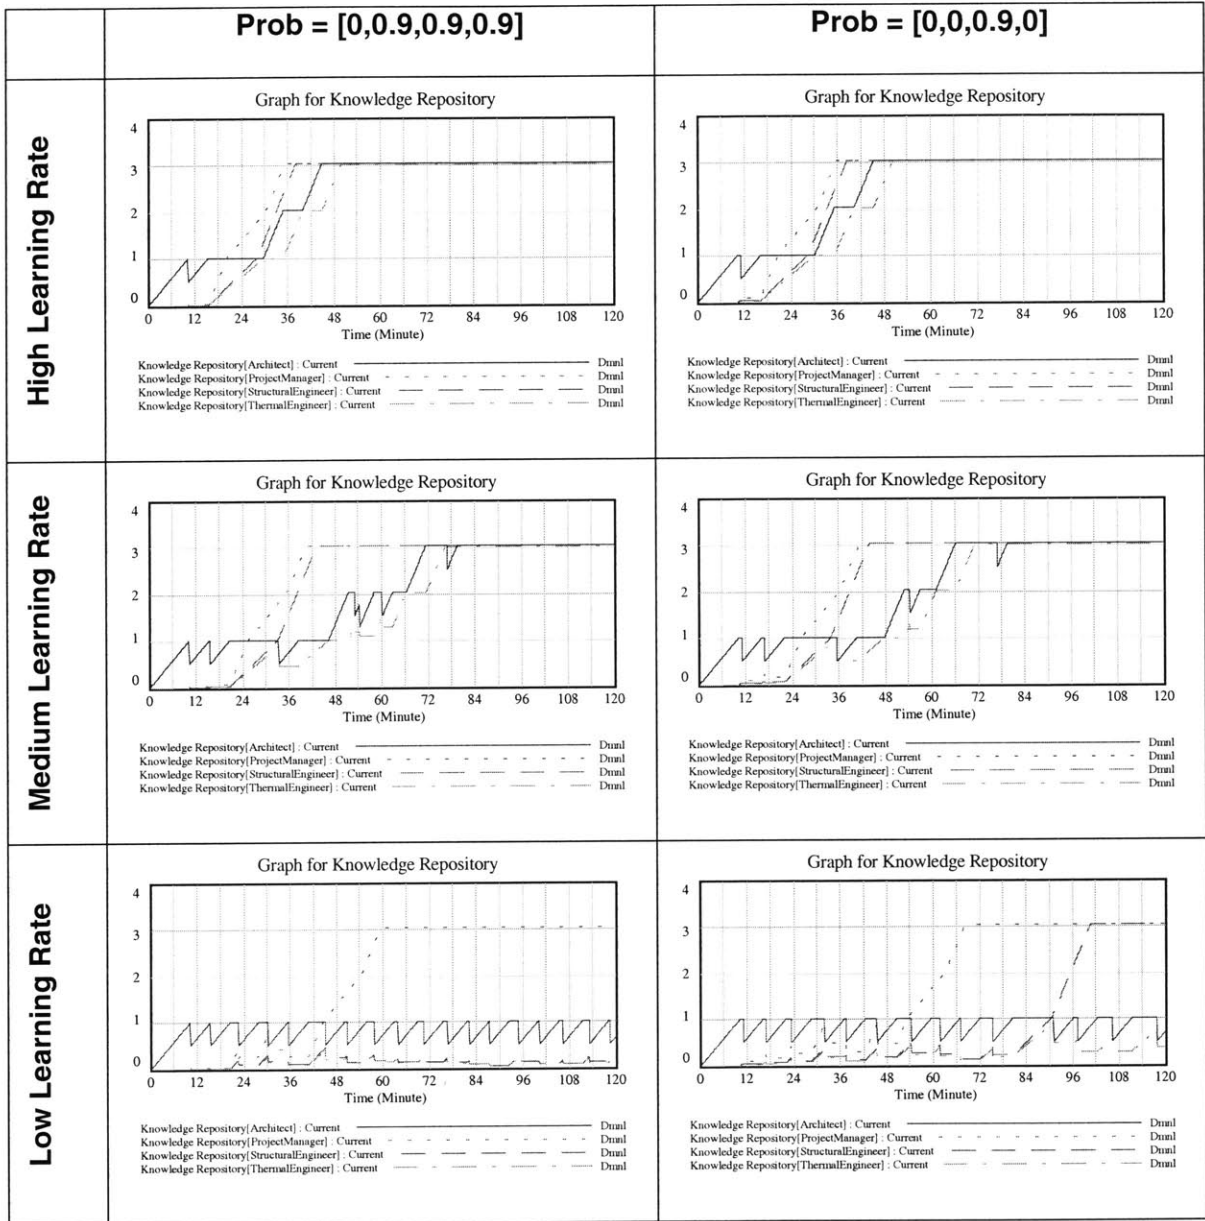 Prob = [0,0.9,0.9,0.9]
Prob = [0,0,0.9,0]
High Learning Rate
Graph for Knowledge Repository
4
3
2
1
0
0 12 24 36 48 60 72 84 96 108 120
Time (Minute)
Knowledge Repository[Architect] : Current Dmnl
Knowledge Repository[ProjectManager] : Current Dmnl
Knowledge Repository[StructuralEngineer] : Current Dmnl
Knowledge Repository[ThermalEngineer] : Current Dmnl
Graph for Knowledge Repository
4
3
2
1
0
0 12 24 36 48 60 72 84 96 108 120
Time (Minute)
Knowledge Repository[Architect] : Current Dmnl
Knowledge Repository[ProjectManager] : Current Dmnl
Knowledge Repository[StructuralEngineer] : Current Dmnl
Knowledge Repository[ThermalEngineer] : Current Dmnl
Medium Learning Rate
Graph for Knowledge Repository
4
3
2
1
0
0 12 24 36 48 60 72 84 96 108 120
Time (Minute)
Knowledge Repository[Architect] : Current Dmnl
Knowledge Repository[ProjectManager] : Current Dmnl
Knowledge Repository[StructuralEngineer] : Current Dmnl
Knowledge Repository[ThermalEngineer] : Current Dmnl
Graph for Knowledge Repository
4
3
2
1
0
0 12 24 36 48 60 72 84 96 108 120
Time (Minute)
Knowledge Repository[Architect] : Current Dmnl
Knowledge Repository[ProjectManager] : Current Dmnl
Knowledge Repository[StructuralEngineer] : Current Dmnl
Knowledge Repository[ThermalEngineer] : Current Dmnl
Low Learning Rate
Graph for Knowledge Repository
4
3
2
1
0
0 12 24 36 48 60 72 84 96 108 120
Time (Minute)
Knowledge Repository[Architect] : Current Dmnl
Knowledge Repository[ProjectManager] : Current Dmnl
Knowledge Repository[StructuralEngineer] : Current Dmnl
Knowledge Repository[ThermalEngineer] : Current Dmnl
Graph for Knowledge Repository
4
3
2
1
0
0 12 24 36 48 60 72 84 96 108 120
Time (Minute)
Knowledge Repository[Architect] : Current Dmnl
Knowledge Repository[ProjectManager] : Current Dmnl
Knowledge Repository[StructuralEngineer] : Current Dmnl
Knowledge Repository[ThermalEngineer] : Current Dmnl